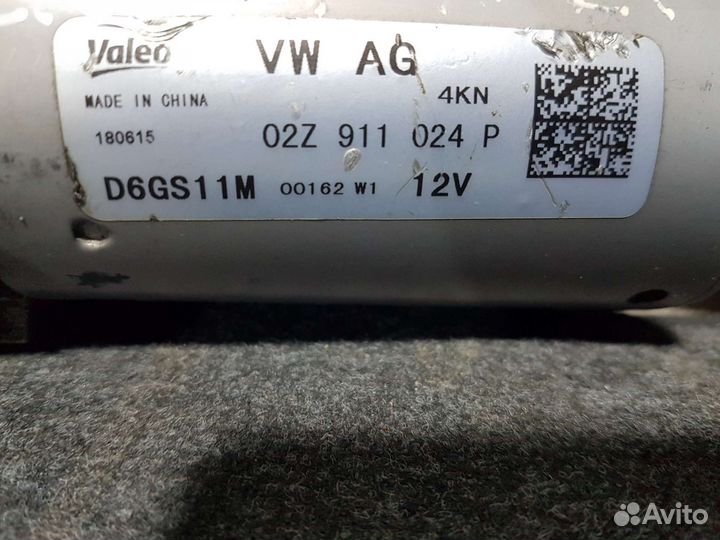 Valeo VW AG
MADE IN CHINA 4KN
180615 02Z 911 024 P
D6GS11M 00162 W1 12V
Avito